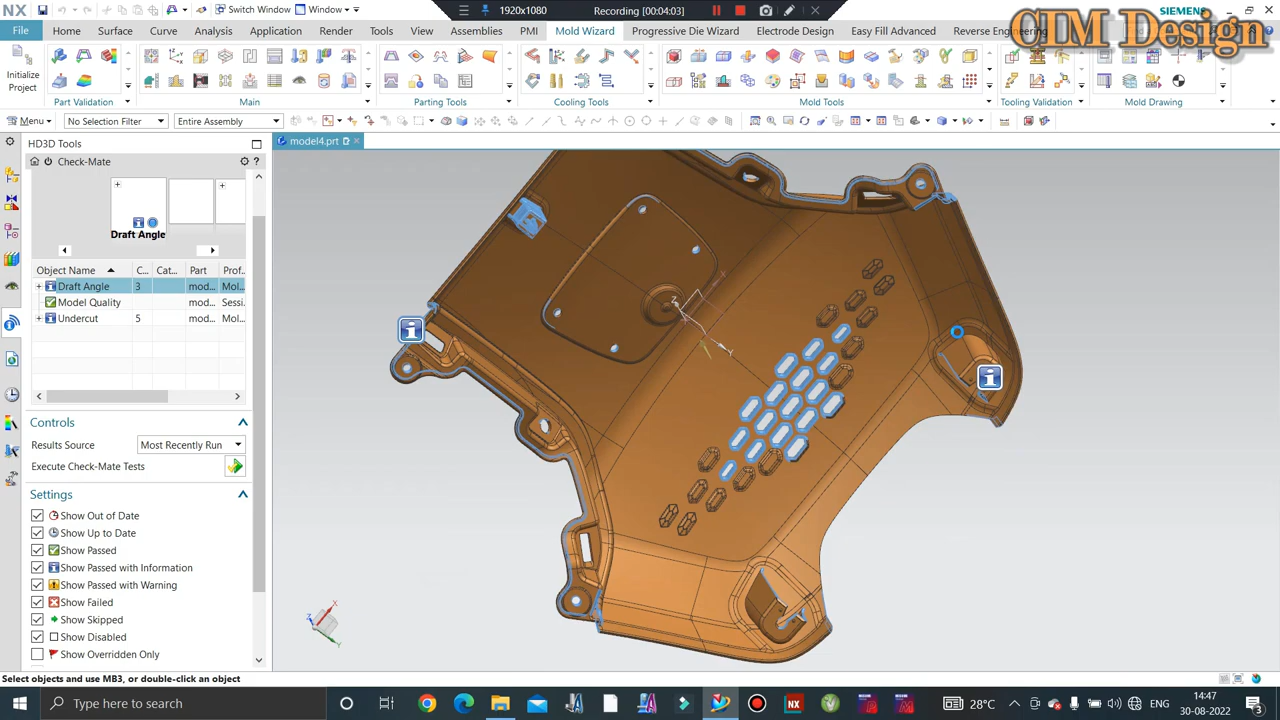 NX
Switch Window
Window
1920x1080
Recording [00:04:03]
SIEMENS
CIM Design
File
Home
Surface
Curve
Analysis
Application
Render
Tools
View
Assemblies
PMI
Mold Wizard
Progressive Die Wizard
Electrode Design
Easy Fill Advanced
Reverse Engineering
Initialize
Project
Part Validation
Main
Parting Tools
Cooling Tools
Mold Tools
Tooling Validation
Mold Drawing
Menu
No Selection Filter
Entire Assembly
HD3D Tools
model4.prt
Check-Mate
Draft Angle
Object Name
C...
Cat...
Part
Prof...
Draft Angle
3
mod...
Mol...
Model Quality
mod...
Sessi...
Undercut
5
mod...
Mol...
Controls
Results Source
Most Recently Run
Execute Check-Mate Tests
Settings
Show Out of Date
Show Up to Date
Show Passed
Show Passed with Information
Show Passed with Warning
Show Failed
Show Skipped
Show Disabled
Show Overridden Only
Z
X
Y
X
Z
Y
Select objects and use MB3, or double-click an object
Type here to search
28°C
ENG
14:47
30-08-2022